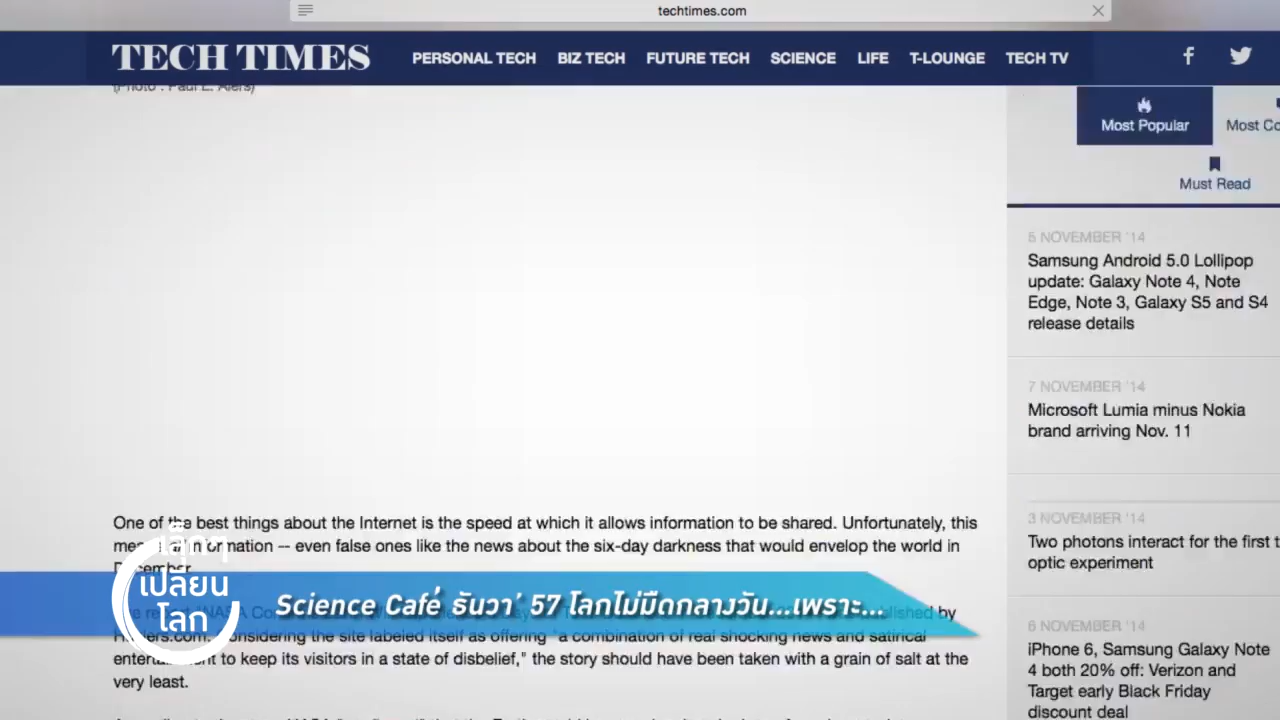 techtimes.com
TECH TIMES
PERSONAL TECH BIZ TECH FUTURE TECH SCIENCE LIFE T-LOUNGE TECH TV
(Photo : Paul E. Alers)
Most Popular
Most Co
Must Read
5 NOVEMBER '14
Samsung Android 5.0 Lollipop
update: Galaxy Note 4, Note
Edge, Note 3, Galaxy S5 and S4
release details
7 NOVEMBER '14
Microsoft Lumia minus Nokia
brand arriving Nov. 11
3 NOVEMBER '14
Two photons interact for the first t
optic experiment
6 NOVEMBER '14
iPhone 6, Samsung Galaxy Note
4 both 20% off: Verizon and
Target early Black Friday
discount deal
One of the best things about the Internet is the speed at which it allows information to be shared. Unfortunately, this
information -- even false ones like the news about the six-day darkness that would envelop the world in
December.
by
Considering the site labeled itself as offering "a combination of real shocking news and satirical
to keep its visitors in a state of disbelief," the story should have been taken with a grain of salt at the
very least.
เปลี่ยน
โลก
Science Café ธันวา' 57 โลกไม่มืดกลางวัน...เพราะ...